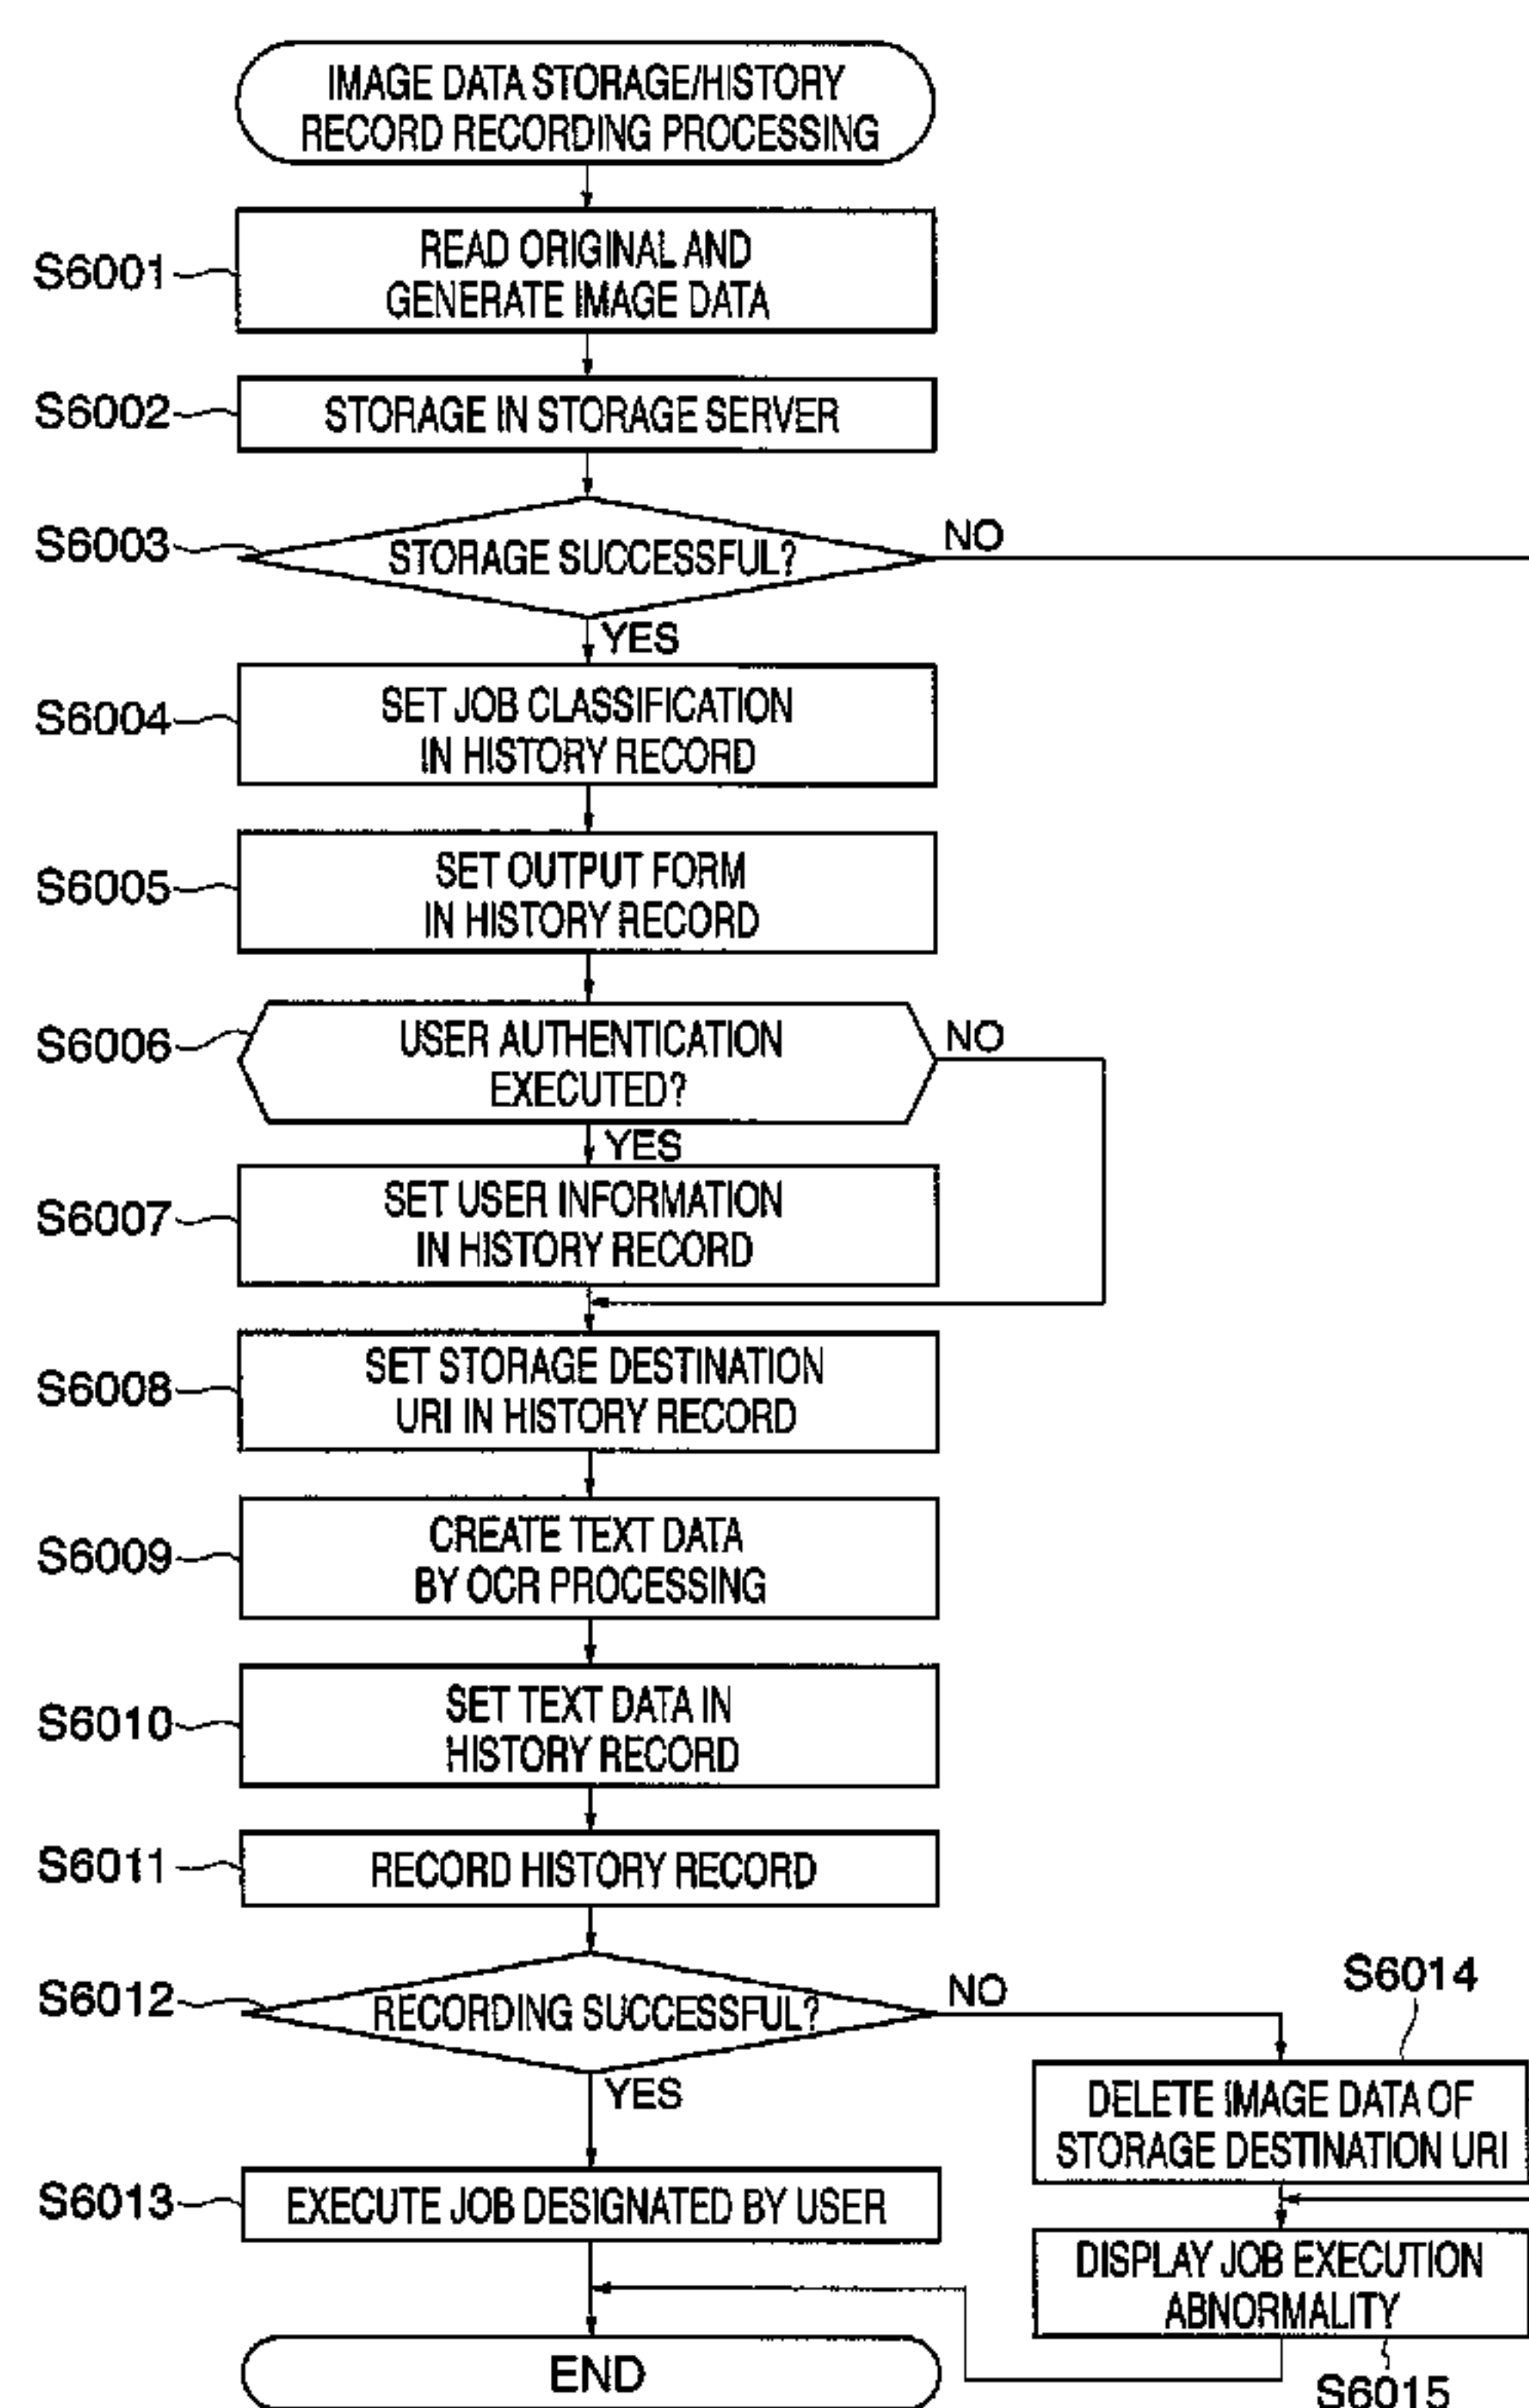 IMAGE DATA STORAGE/HISTORY
RECORD RECORDING PROCESSING
S6001
READ ORIGINAL AND
GENERATE IMAGE DATA
S6002
STORAGE IN STORAGE SERVER
S6003
STORAGE SUCCESSFUL?
NO
YES
S6004
SET JOB CLASSIFICATION
IN HISTORY RECORD
S6005
SET OUTPUT FORM
IN HISTORY RECORD
S6006
USER AUTHENTICATION
EXECUTED?
NO
YES
S6007
SET USER INFORMATION
IN HISTORY RECORD
S6008
SET STORAGE DESTINATION
URI IN HISTORY RECORD
S6009
CREATE TEXT DATA
BY OCR PROCESSING
S6010
SET TEXT DATA IN
HISTORY RECORD
S6011
RECORD HISTORY RECORD
S6012
RECORDING SUCCESSFUL?
NO
YES
S6014
DELETE IMAGE DATA OF
STORAGE DESTINATION URI
S6013
EXECUTE JOB DESIGNATED BY USER
DISPLAY JOB EXECUTION
ABNORMALITY
S6015
END